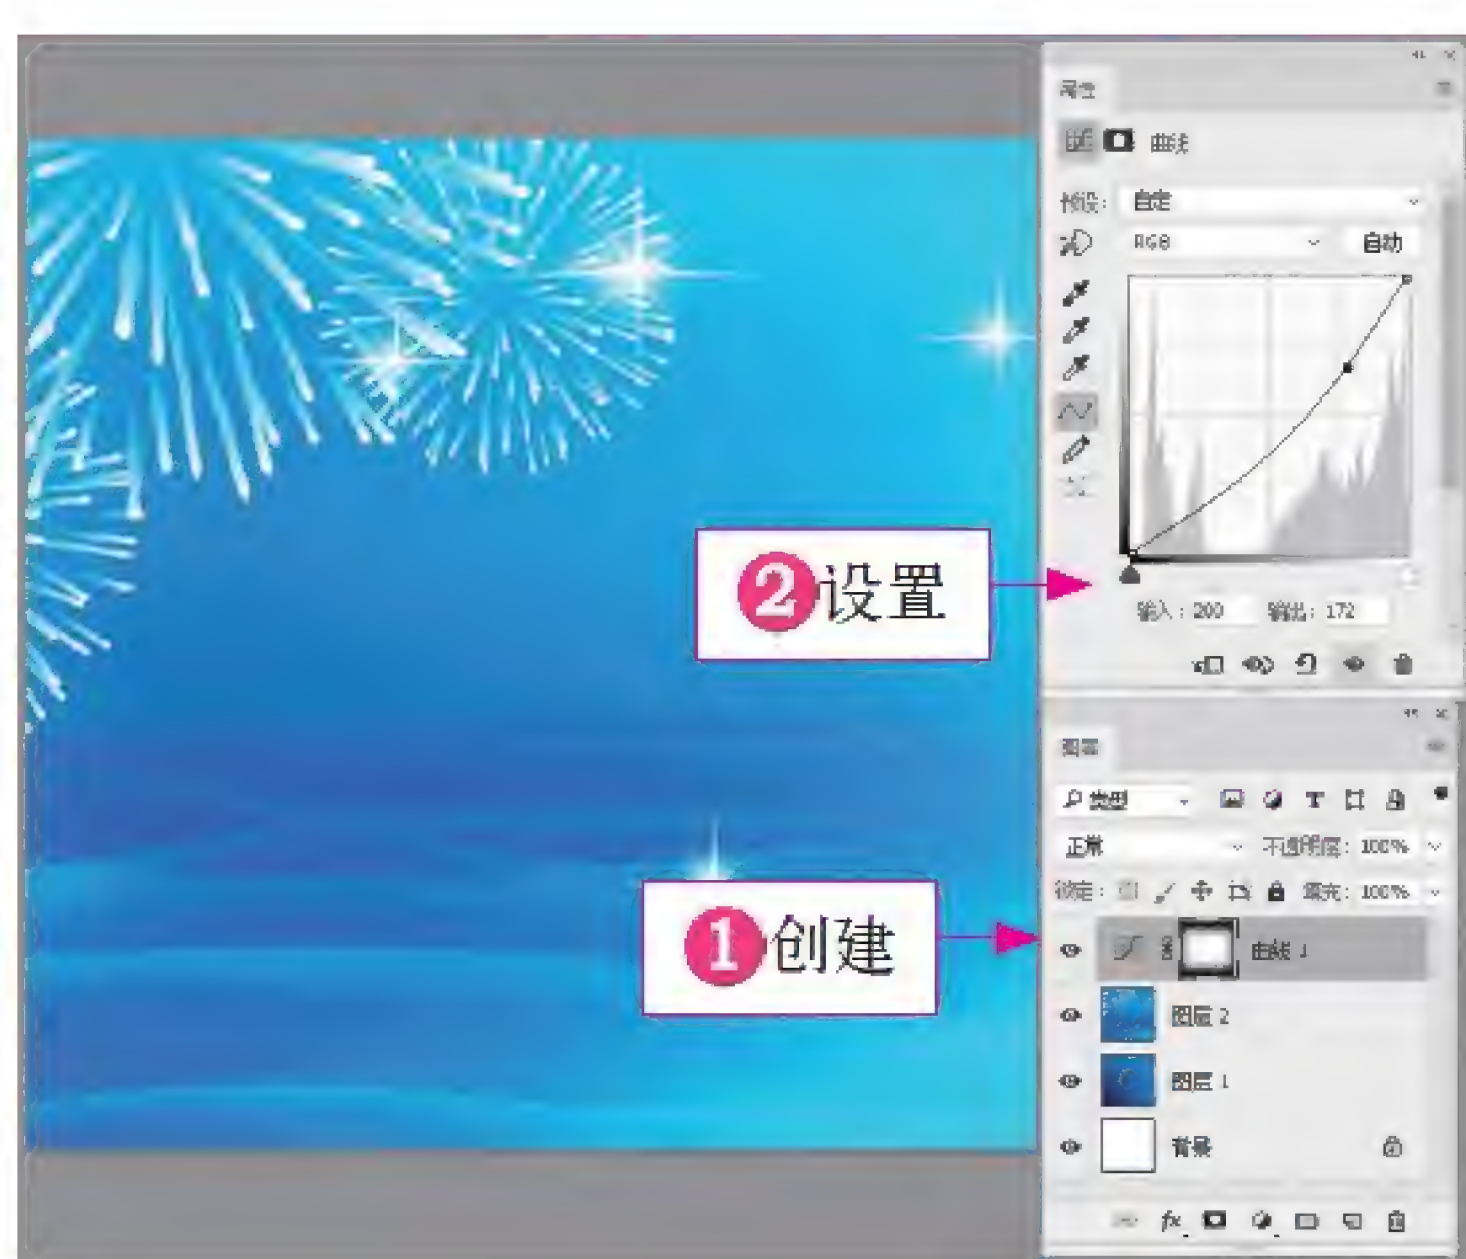 属性
曲线
预设： 自定
RGB 自动
2设置
输入：200 输出：172
图层
类型
正常 不透明度：100%
锁定： 填充：100%
1创建
曲线 1
图层 2
图层 1
背景
fx